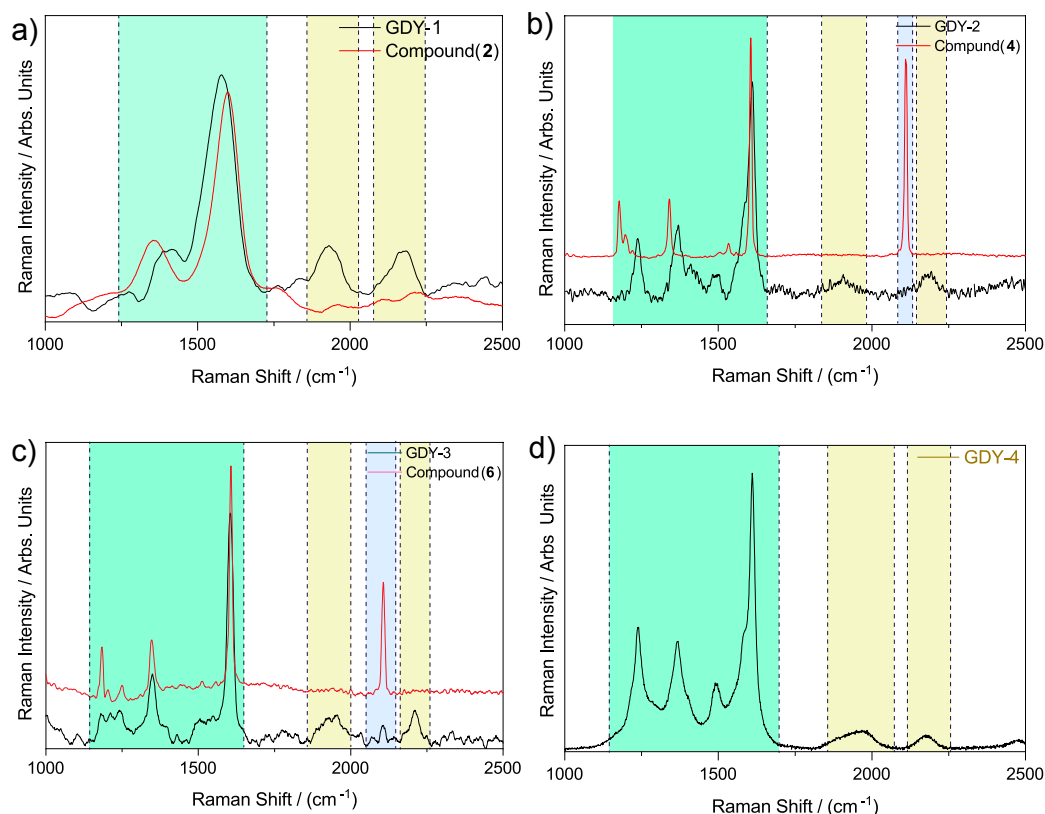 a)
GDY-1
Compound(2)
Raman Intensity / Arbs. Units
1000 1500 2000 2500
Raman Shift / (cm⁻¹)
b)
GDY-2
Compund(4)
Raman Intensity / Arbs. Units
1000 1500 2000 2500
Raman Shift / (cm⁻¹)
c)
GDY-3
Compound(6)
Raman Intensity / Arbs. Units
1000 1500 2000 2500
Raman Shift / (cm⁻¹)
d)
GDY-4
Raman Intensity / Arbs. Units
1000 1500 2000 2500
Raman Shift / (cm⁻¹)